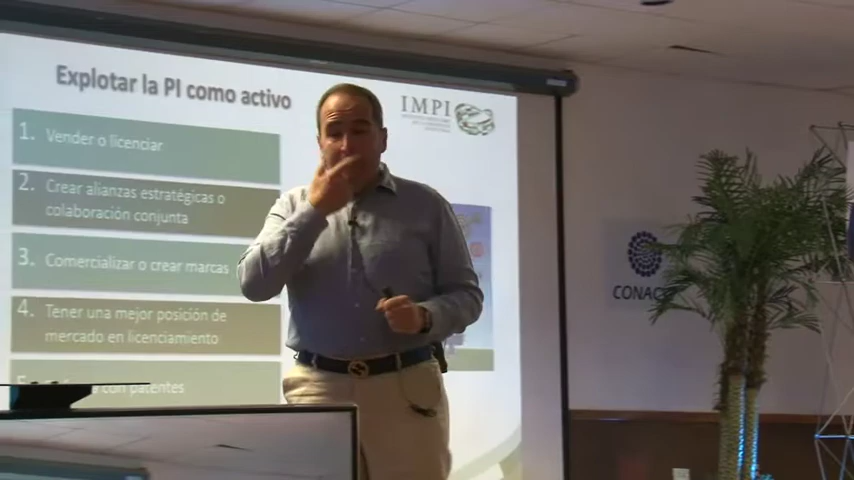 Explotar la PI como activo
IMPI
1. Vender o licenciar
2. Crear alianzas estratégicas o
colaboración conjunta
3. Comercializar o crear marcas
4. Tener una mejor posición de
mercado en licenciamiento
con patentes
CONAC